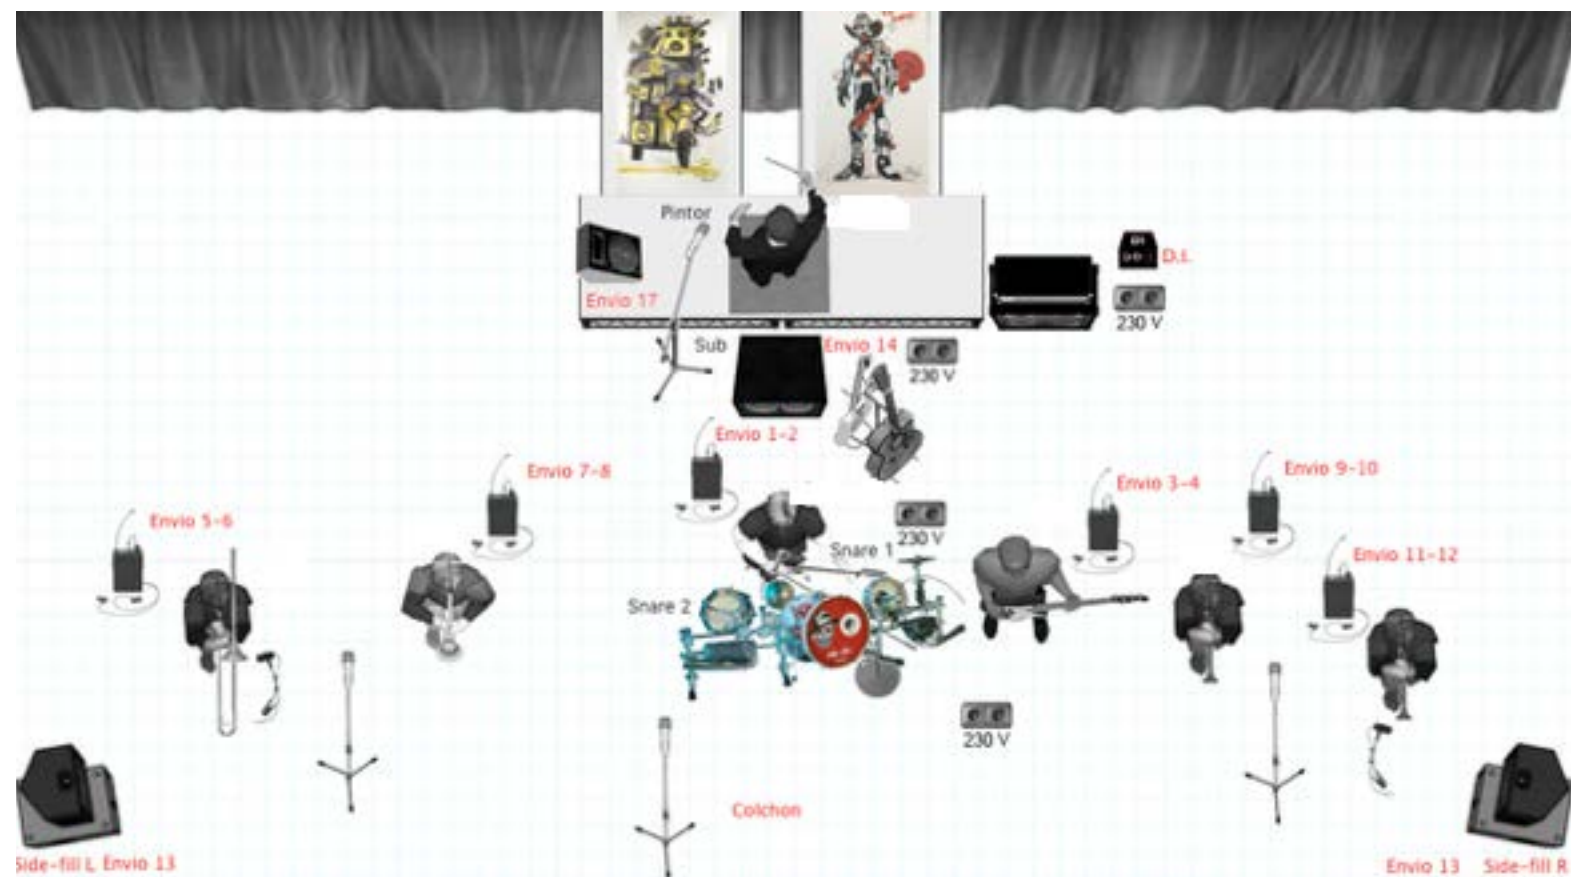 Pintor
D.I.
Envio 17
230 V
Sub
Envio 14
230 V
Envio 1-2
Envio 7-8
Envio 3-4
Envio 9-10
Envio 5-6
230 V
Snare 1
Envio 11-12
Snare 2
230 V
Colchon
Side-fill L Envio 13
Envio 13 Side-fill R